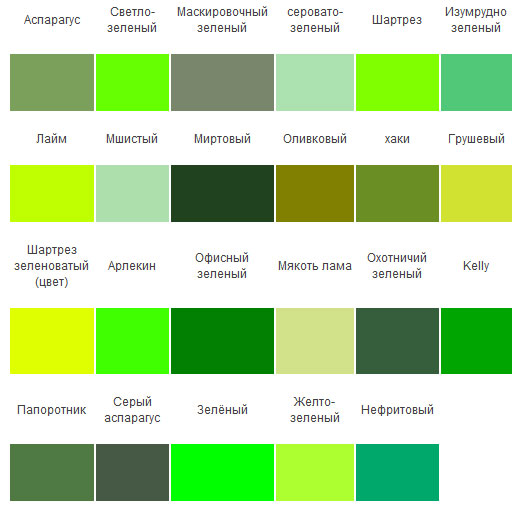 Аспарагус
Светло-
зеленый
Маскировочный
зеленый
серовато-
зеленый
Шартрез
Изумрудно
зеленый
Лайм
Мшистый
Миртовый
Оливковый
хаки
Грушевый
Шартрез
зеленоватый
(цвет)
Арлекин
Офисный
зеленый
Мякоть лама
Охотничий
зеленый
Kelly
Папоротник
Серый
аспарагус
Зелёный
Желто-
зеленый
Нефритовый